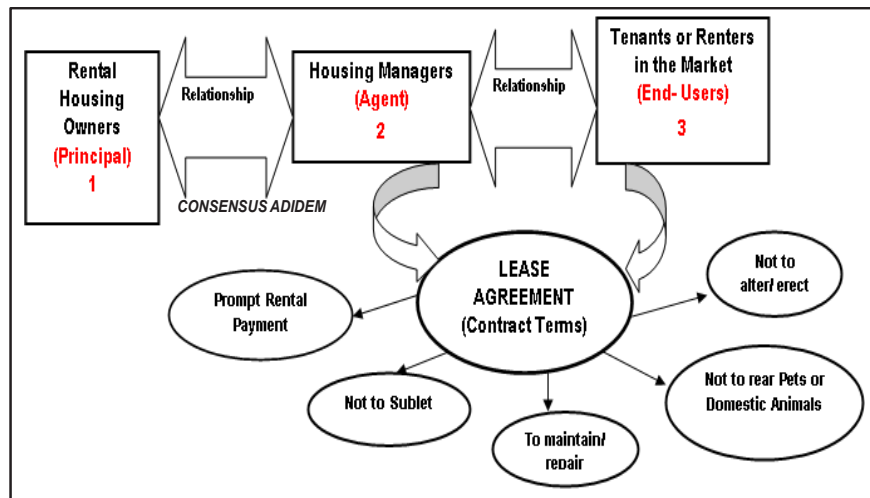 Rental
Housing
Owners
(Principal)
1
Relationship
CONSENSUS ADIDEM
Housing Managers
(Agent)
2
Relationship
Tenants or Renters
in the Market
(End- Users)
3
LEASE
AGREEMENT
(Contract Terms)
Prompt Rental
Payment
Not to Sublet
To maintain/
repair
Not to rear Pets or
Domestic Animals
Not to
alter/ erect